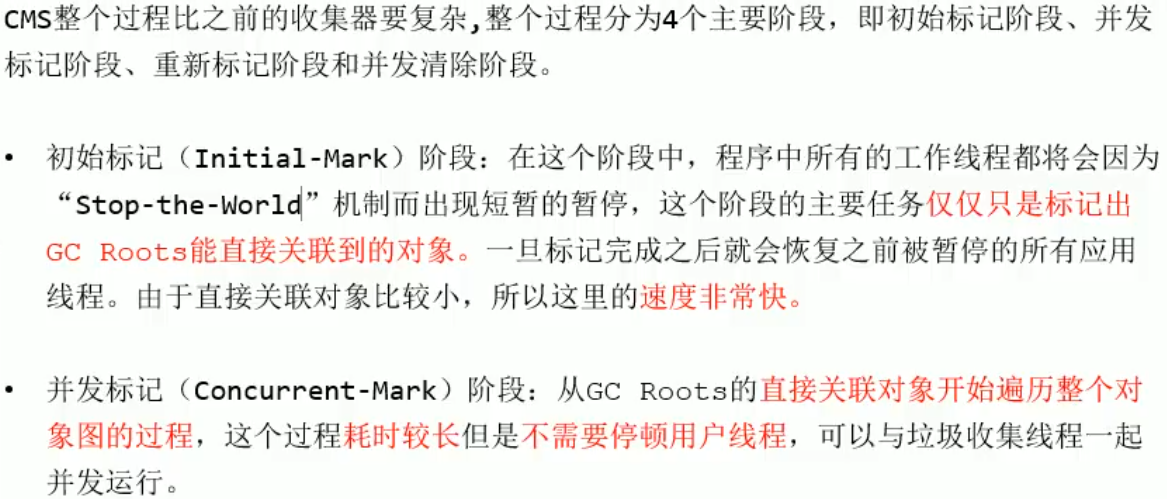 CMS整个过程比之前的收集器要复杂,整个过程分为4个主要阶段，即初始标记阶段、并发
标记阶段、重新标记阶段和并发清除阶段。
• 初始标记（Initial-Mark）阶段：在这个阶段中，程序中所有的工作线程都将会因为
“Stop-the-World”机制而出现短暂的暂停，这个阶段的主要任务仅仅只是标记出
GC Roots能直接关联到的对象。一旦标记完成之后就会恢复之前被暂停的所有应用
线程。由于直接关联对象比较小，所以这里的速度非常快。
• 并发标记（Concurrent-Mark）阶段：从GC Roots的直接关联对象开始遍历整个对
象图的过程，这个过程耗时较长但是不需要停顿用户线程，可以与垃圾收集线程一起
并发运行。